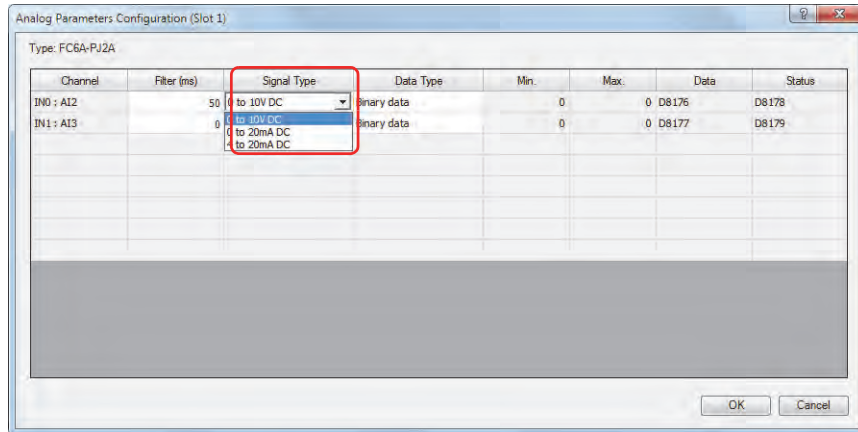 Analog Parameters Configuration (Slot 1)
Type: FC6A-PJ2A
Channel Filter (ms) Signal Type Data Type Min. Max. Data Status
IN0 : AI2 50 0 to 10V DC Binary data 0 0 D8176 D8178
IN1 : AI3 0 0 to 10V DC Binary data 0 0 D8177 D8179
0 to 20mA DC
4 to 20mA DC
OK Cancel